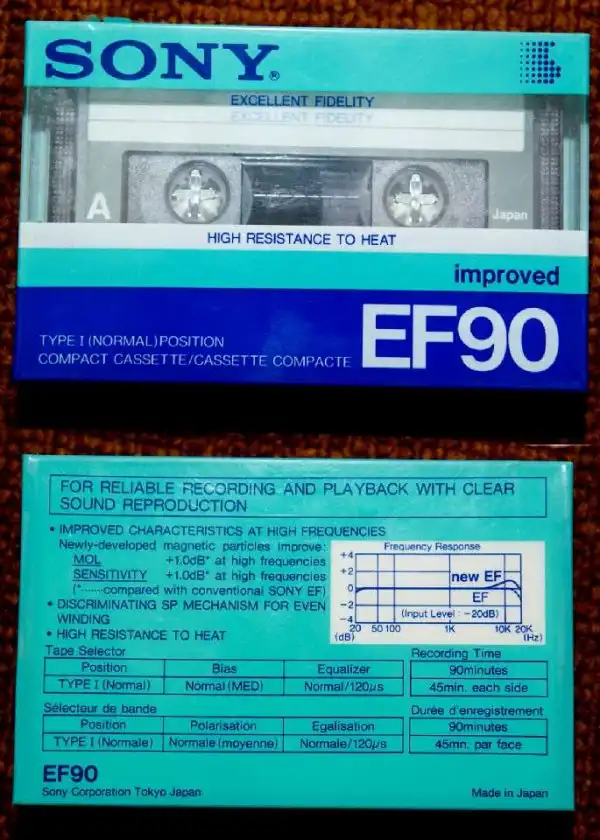 SONY®
EXCELLENT FIDELITY
EXCELLENT FIDELITY
A
Japan
HIGH RESISTANCE TO HEAT
improved
EF90
TYPE I (NORMAL) POSITION
COMPACT CASSETTE/CASSETTE COMPACTE
FOR RELIABLE RECORDING AND PLAYBACK WITH CLEAR
SOUND REPRODUCTION
• IMPROVED CHARACTERISTICS AT HIGH FREQUENCIES
Newly-developed magnetic particles improve:
MOL +1.0dB* at high frequencies
SENSITIVITY +1.0dB* at high frequencies
(*······compared with conventional SONY EF)
• DISCRIMINATING SP MECHANISM FOR EVEN
WINDING
• HIGH RESISTANCE TO HEAT
Frequency Response
+4
+2
0
−2
−4
(dB)
new EF
EF
(Input Level : −20dB)
20 50 100 1K 10K 20K
(Hz)
Tape Selector
Position Bias Equalizer
TYPE I (Normal) Normal (MED) Normal/120μs
Recording Time
90minutes
45min. each side
Sélecteur de bande
Position Polarisation Egalisation
TYPE I (Normale) Normale (moyenne) Normale/120μs
Durée d'enregistrement
90minutes
45mn. par face
EF90
Sony Corporation Tokyo Japan
Made in Japan